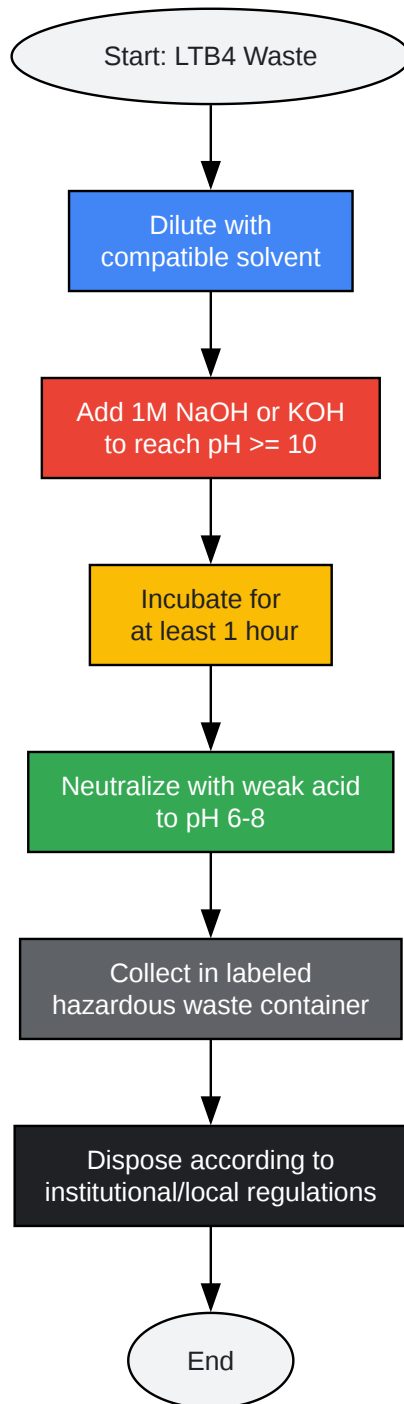 Start: LTB4 Waste
Dilute with
compatible solvent
Add 1M NaOH or KOH
to reach pH >= 10
Incubate for
at least 1 hour
Neutralize with weak acid
to pH 6-8
Collect in labeled
hazardous waste container
Dispose according to
institutional/local regulations
End